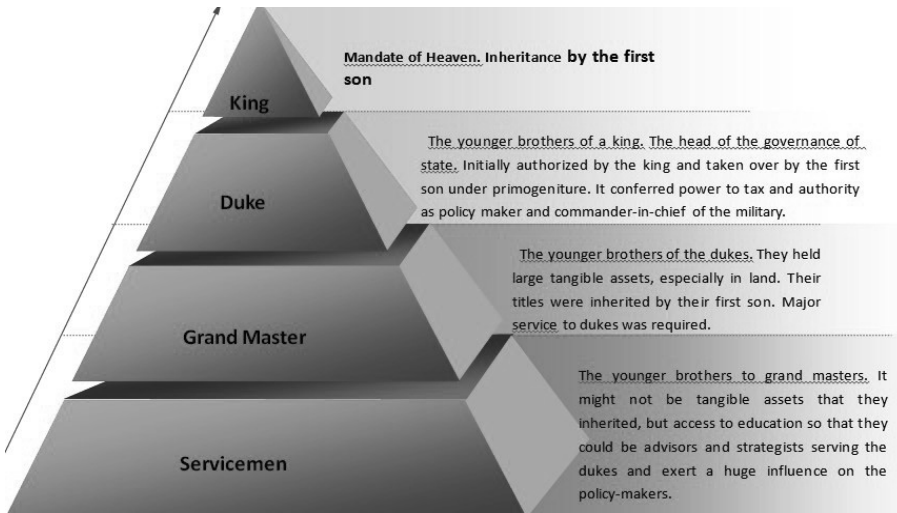 Mandate of Heaven. Inheritance by the first
son
King
The younger brothers of a king. The head of the governance of
state. Initially authorized by the king and taken over by the first
son under primogeniture. It conferred power to tax and authority
as policy maker and commander-in-chief of the military.
Duke
The younger brothers of the dukes. They held
large tangible assets, especially in land. Their
titles were inherited by their first son. Major
service to dukes was required.
Grand Master
The younger brothers to grand masters. It
might not be tangible assets that they
inherited, but access to education so that they
could be advisors and strategists serving the
dukes and exert a huge influence on the
policy-makers.
Servicemen